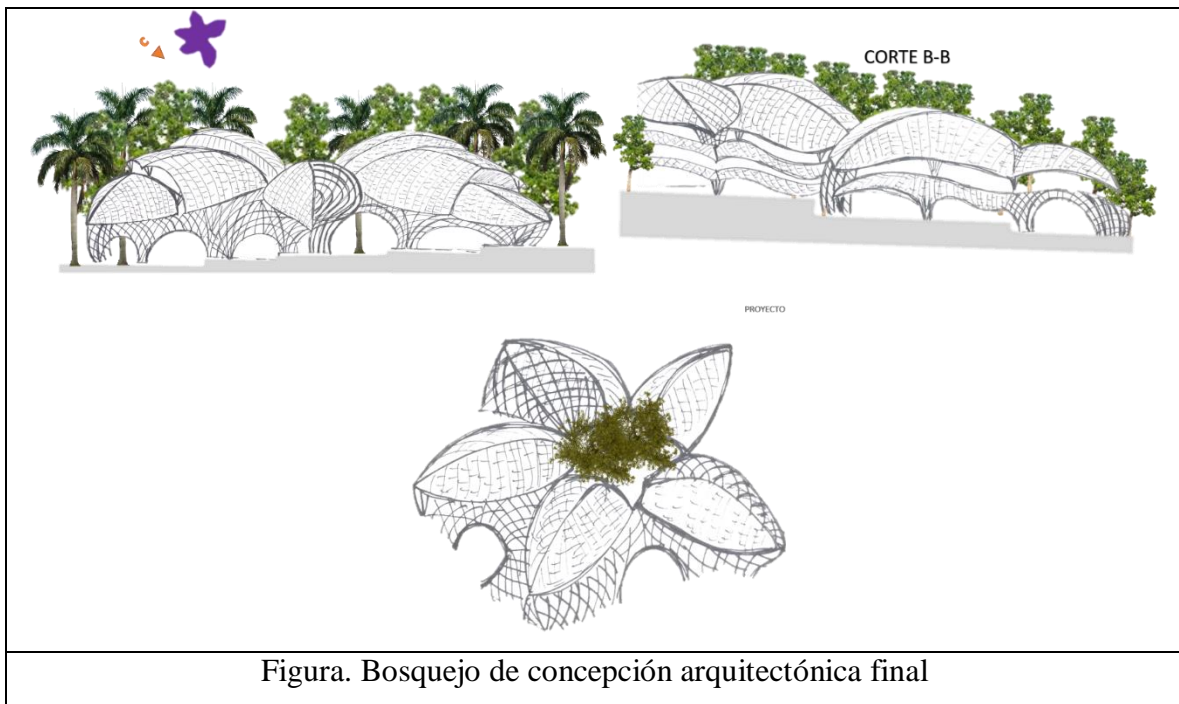 CORTE B-B
PROYECTO
Figura. Bosquejo de concepción arquitectónica final